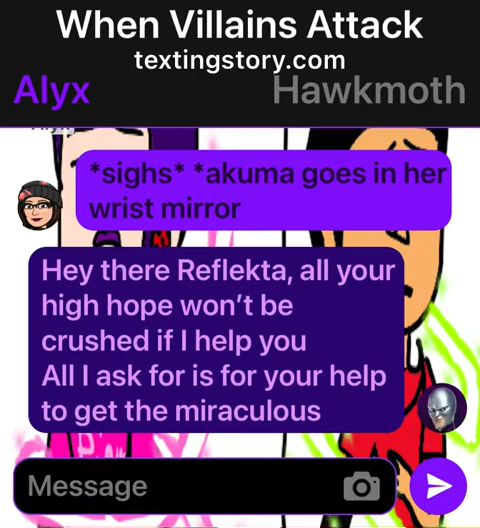 When Villains Attack
textingstory.com
Alyx
Hawkmoth
*sighs* *akuma goes in her
wrist mirror
Hey there Reflekta, all your
high hope won't be
crushed if I help you
All I ask for is for your help
to get the miraculous
Message